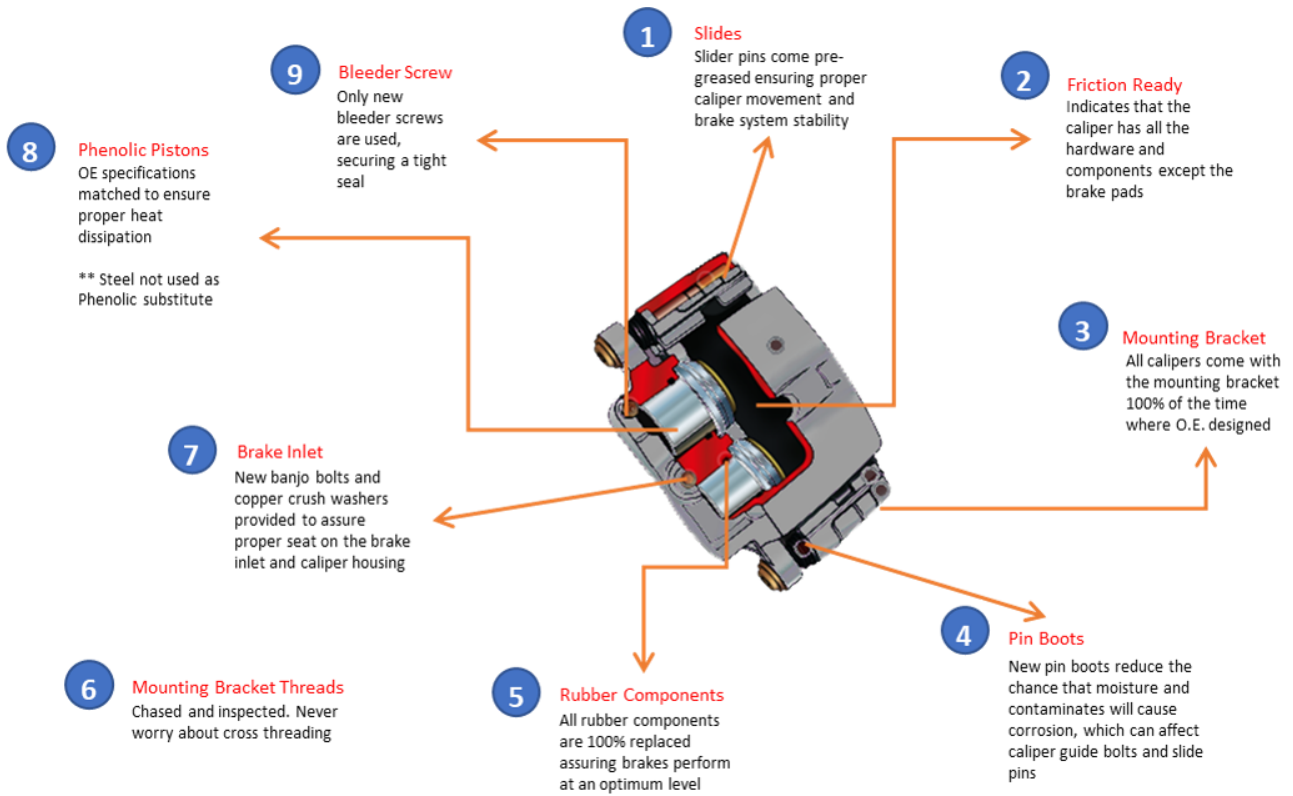 1
Slides
Slider pins come pre-
greased ensuring proper
caliper movement and
brake system stability
2
Friction Ready
Indicates that the
caliper has all the
hardware and
components except the
brake pads
3
Mounting Bracket
All calipers come with
the mounting bracket
100% of the time
where O.E. designed
4
Pin Boots
New pin boots reduce the
chance that moisture and
contaminates will cause
corrosion, which can affect
caliper guide bolts and slide
pins
5
Rubber Components
All rubber components
are 100% replaced
assuring brakes perform
at an optimum level
6
Mounting Bracket Threads
Chased and inspected. Never
worry about cross threading
7
Brake Inlet
New banjo bolts and
copper crush washers
provided to assure
proper seat on the brake
inlet and caliper housing
8
Phenolic Pistons
OE specifications
matched to ensure
proper heat
dissipation
** Steel not used as
Phenolic substitute
9
Bleeder Screw
Only new
bleeder screws
are used,
securing a tight
seal